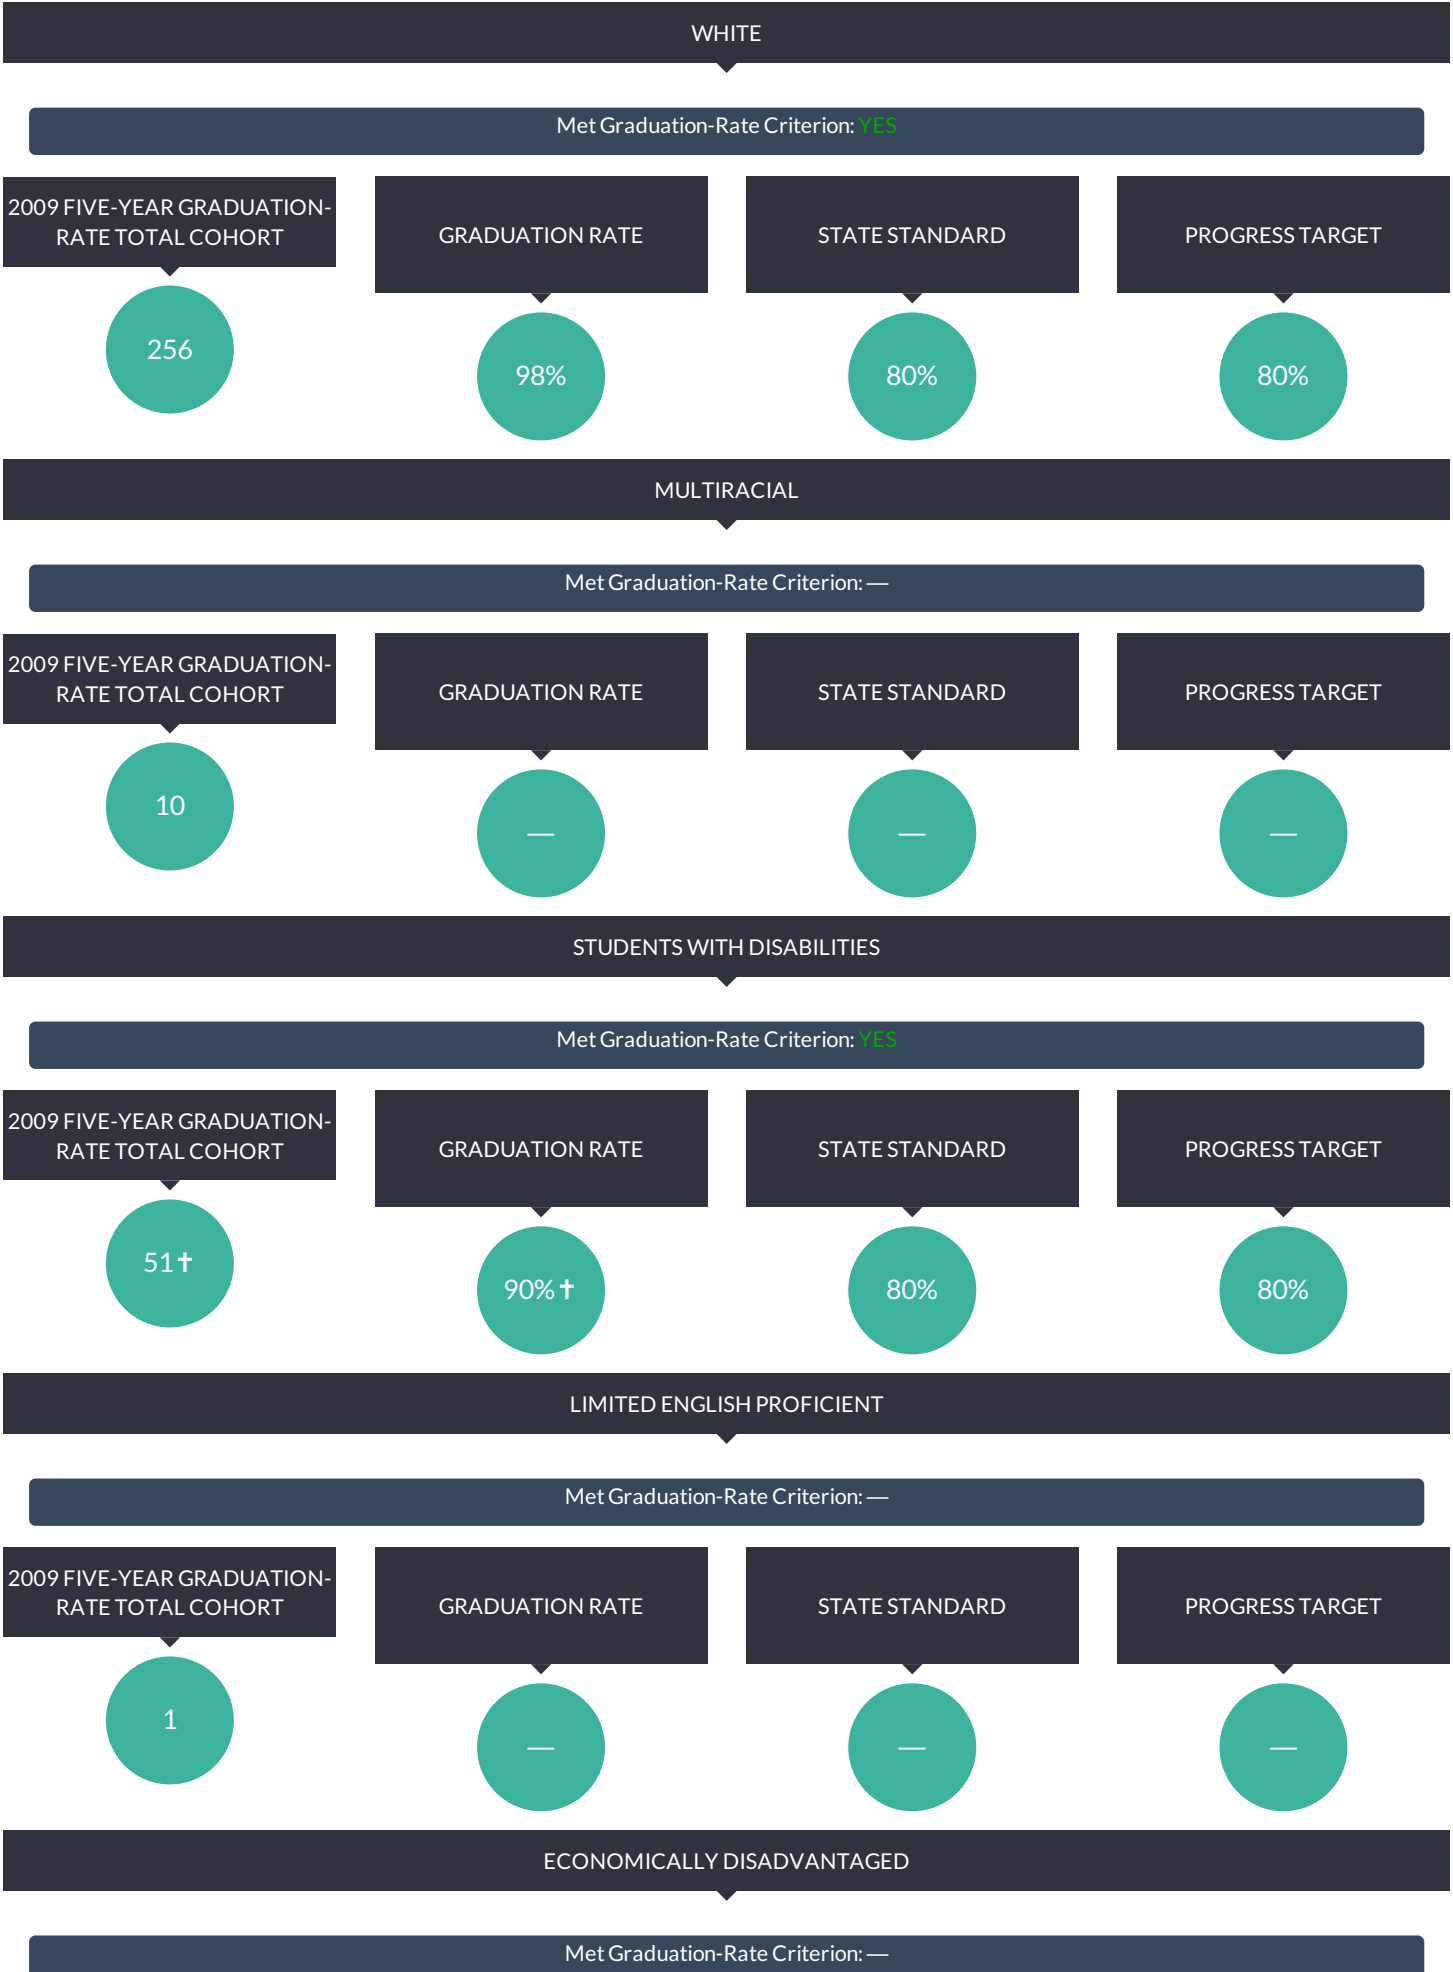 WHITE
Met Graduation-Rate Criterion: YES
2009 FIVE-YEAR GRADUATION-
RATE TOTAL COHORT
GRADUATION RATE
STATE STANDARD
PROGRESS TARGET
256
98%
80%
80%
MULTIRACIAL
Met Graduation-Rate Criterion: —
2009 FIVE-YEAR GRADUATION-
RATE TOTAL COHORT
GRADUATION RATE
STATE STANDARD
PROGRESS TARGET
10
—
—
—
STUDENTS WITH DISABILITIES
Met Graduation-Rate Criterion: YES
2009 FIVE-YEAR GRADUATION-
RATE TOTAL COHORT
GRADUATION RATE
STATE STANDARD
PROGRESS TARGET
51✝
90%✝
80%
80%
LIMITED ENGLISH PROFICIENT
Met Graduation-Rate Criterion: —
2009 FIVE-YEAR GRADUATION-
RATE TOTAL COHORT
GRADUATION RATE
STATE STANDARD
PROGRESS TARGET
1
—
—
—
ECONOMICALLY DISADVANTAGED
Met Graduation-Rate Criterion: —